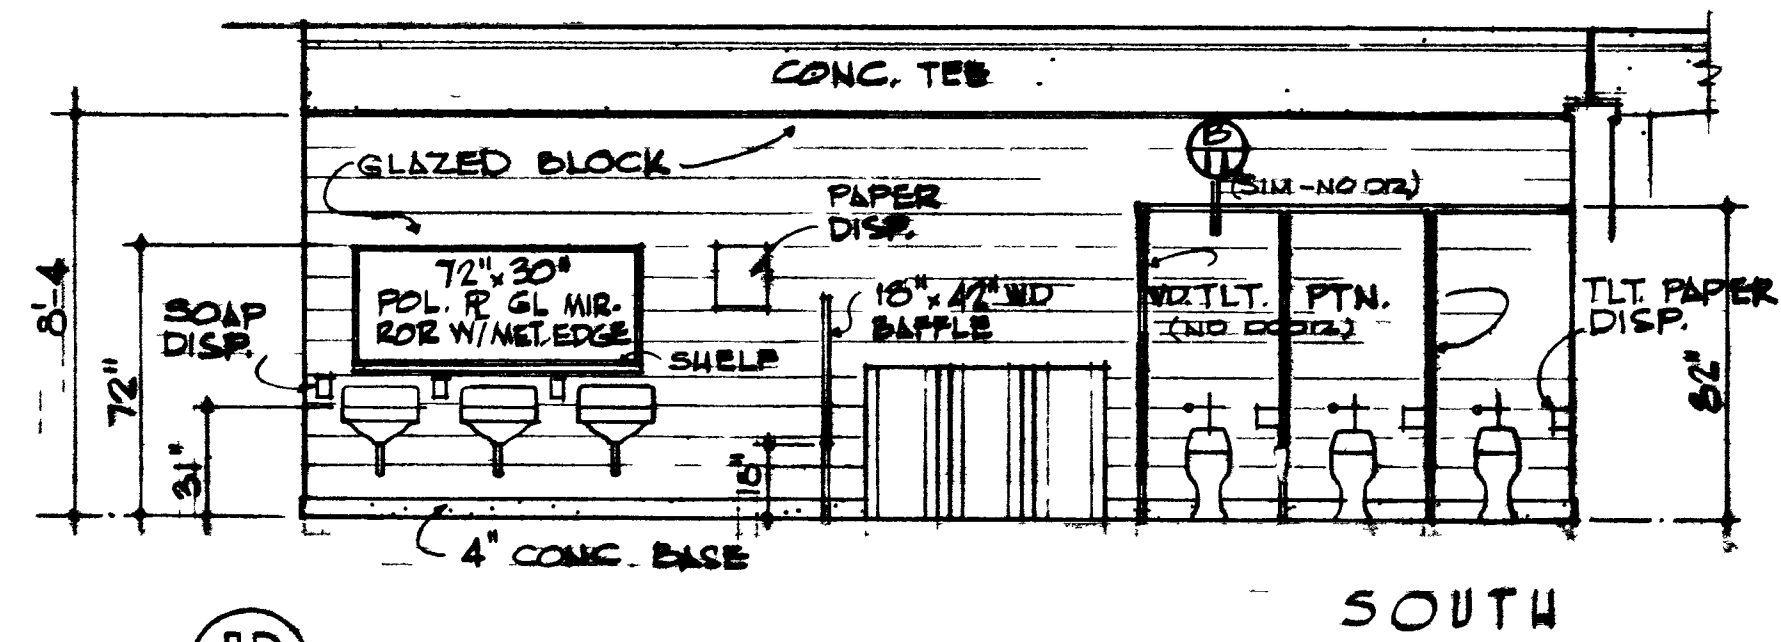 CONC. TEE
GLAZED BLOCK
B
11
(SIM-NO DR)
PAPER
DISP.
8'-4
72"
31"
SOAP
DISP.
72" x 30"
POL. PL GL MIR-
ROR W/MET. EDGE
SHELF
18" x 42" WD
BAFFLE
WD. TLT. PTN.
(NO DOOR)
TLT. PAPER
DISP.
82"
18"
4" CONC. BASE
SOUTH